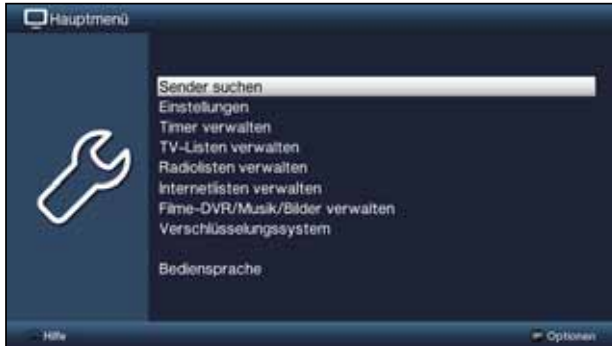 Hauptmenü
Sender suchen
Einstellungen
Timer verwalten
TV-Listen verwalten
Radiolisten verwalten
Internetlisten verwalten
Filme-DVR/Musik/Bilder verwalten
Verschlüsselungssystem
Bediensprache
Hilfe
Optionen